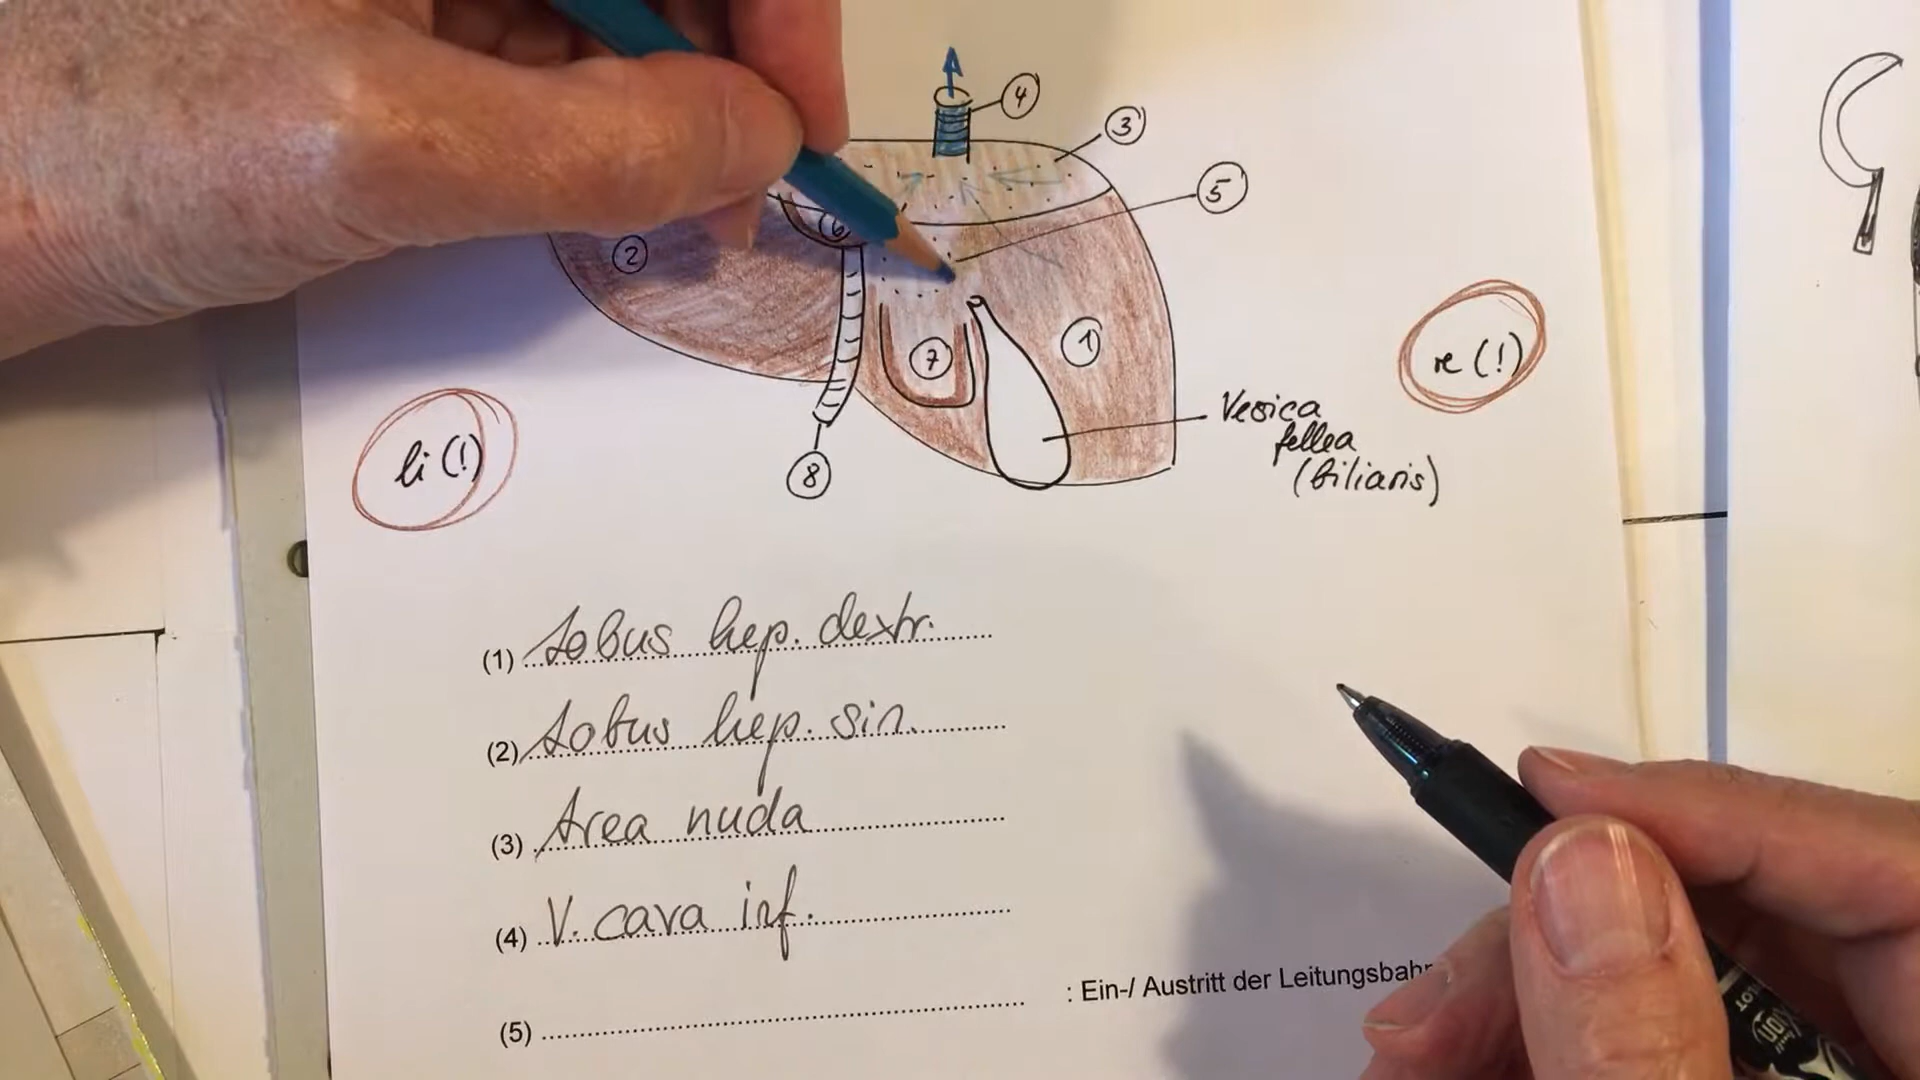 4
3
5
6
2
7
1
re (!)
Vesica
fellea
(biliaris)
li (!)
8
(1) Lobus hep. dextr.
(2) Lobus hep. sin.
(3) Area nuda
(4) V. cava inf.
(5) : Ein-/ Austritt der